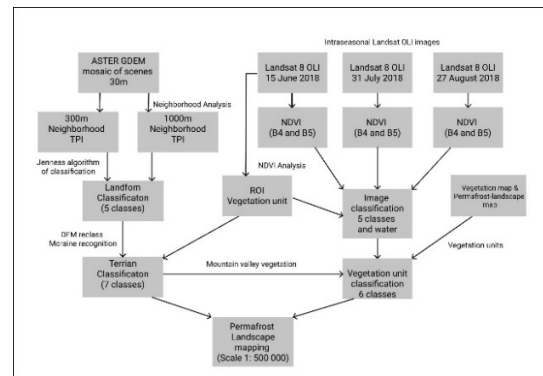 Intraseasonal Landsat OLI images
ASTER GDEM
mosaic of scenes
30m
Landsat 8 OLI
15 June 2018
Landsat 8 OLI
31 July 2018
Landsat 8 OLI
27 August 2018
Neighborhood Analysis
300m
Neighborhood
TPI
1000m
Neighborhood
TPI
NDVI
(B4 and B5)
NDVI
(B4 and B5)
NDVI
(B4 and B5)
Jenness algorithm
of classification
NDVI Analysis
Landform Classificaton
(5 classes)
ROI
Vegetation unit
Image
classification
5 classes
and water
Vegetation map &
Permafrost-landscape
map
DEM reclass
Moraine recognition
Vegetation units
Terrian
Classificaton
(7 classes)
Mountain valley vegetation
Vegetation unit
classification
6 classes
Permafrost
Landscape
mapping
(Scale 1: 500 000)